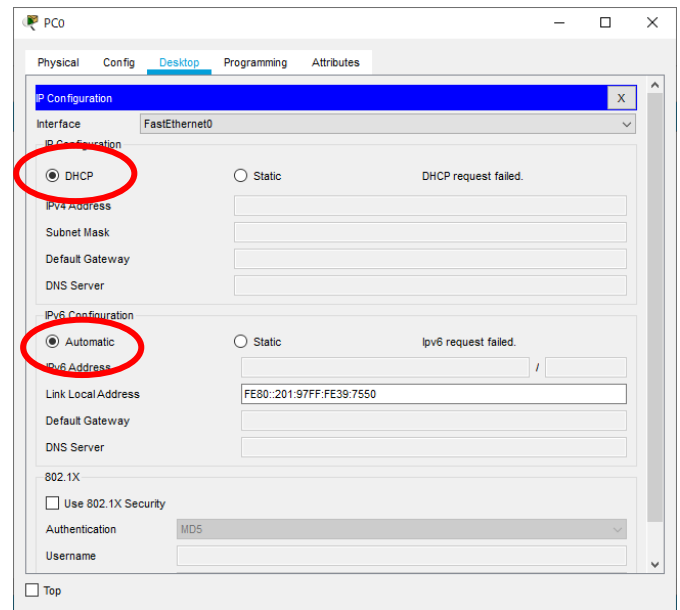 PC0
Physical Config Desktop Programming Attributes
IP Configuration X
Interface FastEthernet0
IP Configuration
DHCP Static DHCP request failed.
IPv4 Address
Subnet Mask
Default Gateway
DNS Server
IPv6 Configuration
Automatic Static Ipv6 request failed.
IPv6 Address /
Link Local Address FE80::201:97FF:FE39:7550
Default Gateway
DNS Server
802.1X
Use 802.1X Security
Authentication MD5
Username
Top